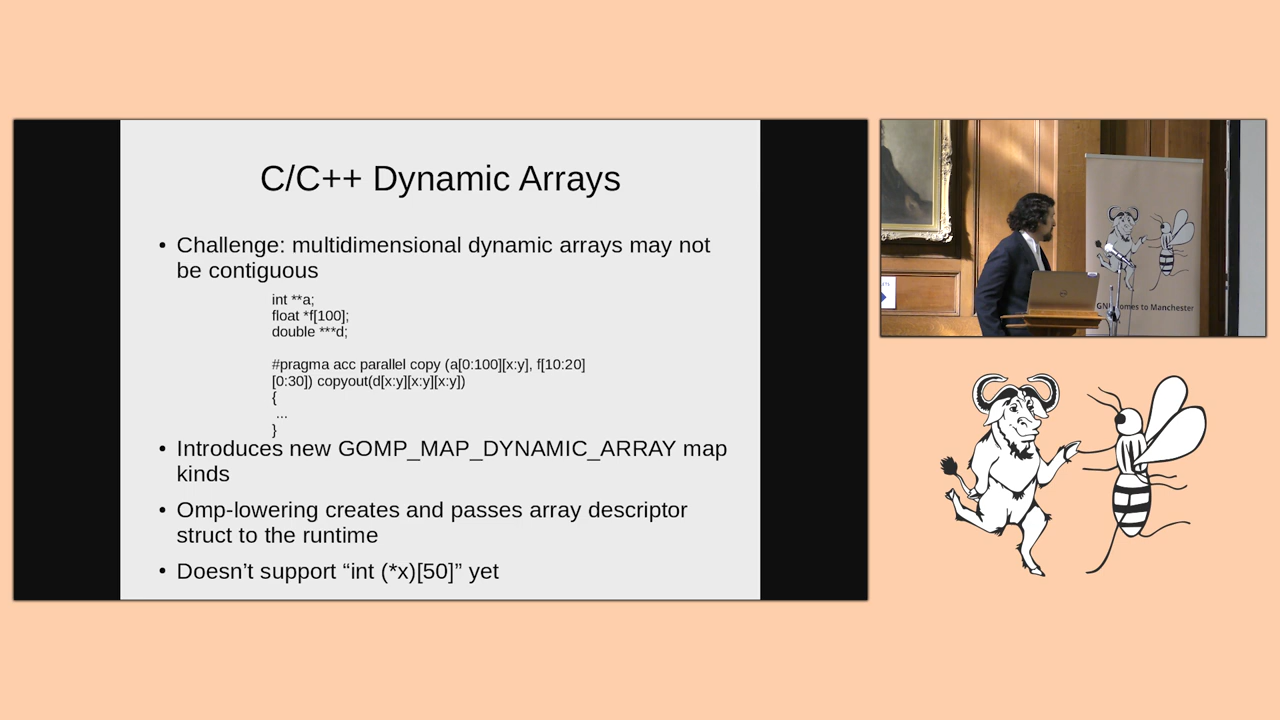 C/C++ Dynamic Arrays
• Challenge: multidimensional dynamic arrays may not
be contiguous
int **a;
float *f[100];
double ***d;
#pragma acc parallel copy (a[0:100][x:y], f[10:20]
[0:30]) copyout(d[x:y][x:y][x:y])
{
...
}
• Introduces new GOMP_MAP_DYNAMIC_ARRAY map
kinds
• Omp-lowering creates and passes array descriptor
struct to the runtime
• Doesn’t support “int (*x)[50]” yet
to Manchester